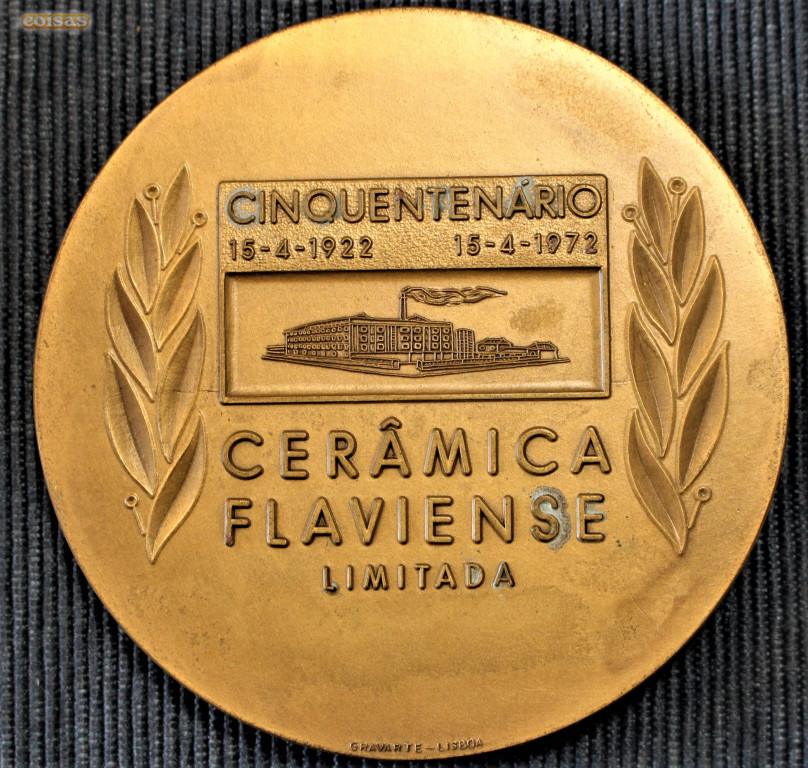 coisas
CINQUENTENÁRIO
15-4-1922 15-4-1972
CERÂMICA
FLAVIENSE
LIMITADA
GRAVARTE-LISBOA